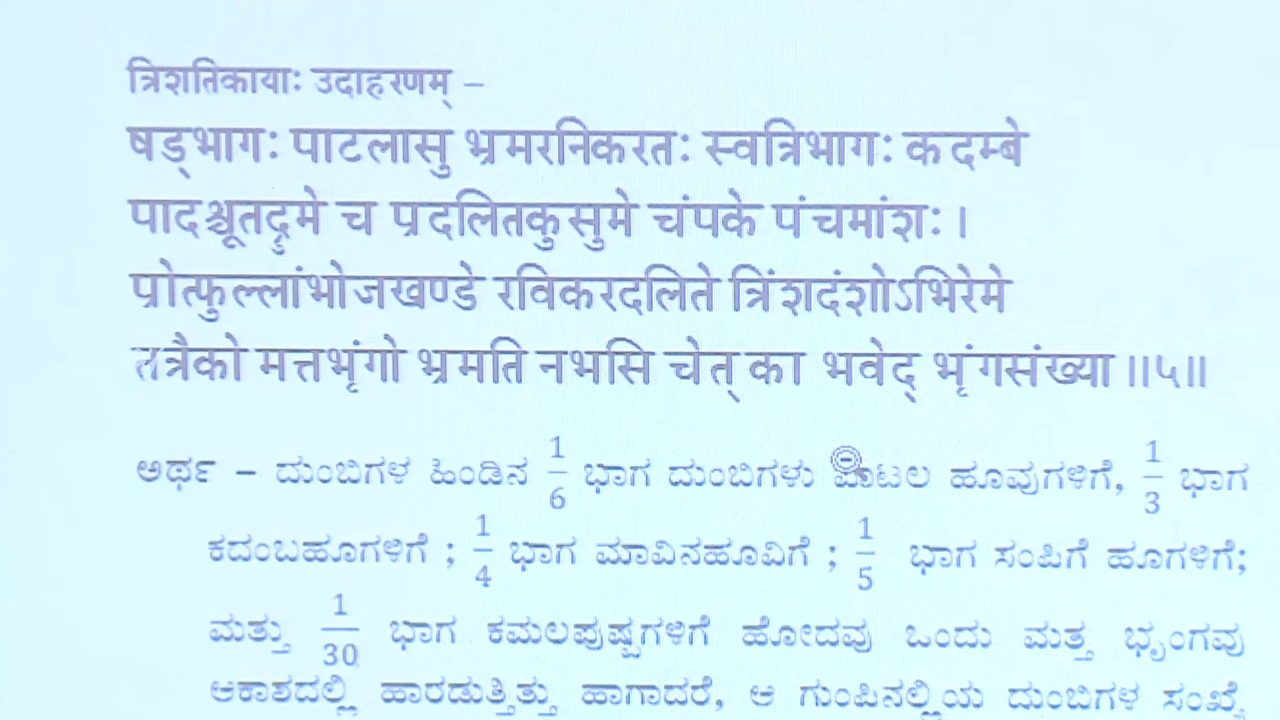 त्रिशतिकायाः उदाहरणम् –
षड्भागः पाटलासु भ्रमरनिकरतः स्वत्रिभागः कदम्बे
पादश्चूतद्रुमे च प्रदलितकुसुमे चंपके पंचमांशः ।
प्रोत्फुल्लांभोजखण्डे रविकरदलिते त्रिंशदंशोऽभिरेमे
तत्रैको मत्तभृंगो भ्रमति नभसि चेत् का भवेद् भृंगसंख्या ॥५॥
ಅರ್ಥ – ದುಂಬಿಗಳ ಹಿಂಡಿನ 1/6 ಭಾಗ ದುಂಬಿಗಳು ಪಾಟಲ ಹೂವುಗಳಿಗೆ, 1/3 ಭಾಗ
ಕದಂಬಹೂಗಳಿಗೆ ; 1/4 ಭಾಗ ಮಾವಿನಹೂವಿಗೆ ; 1/5 ಭಾಗ ಸಂಪಿಗೆ ಹೂಗಳಿಗೆ;
ಮತ್ತು 1/30 ಭಾಗ ಕಮಲಪುಷ್ಪಗಳಿಗೆ ಹೋದವು ಒಂದು ಮತ್ತ ಭೃಂಗವು
ಆಕಾಶದಲ್ಲಿ ಹಾರಡುತ್ತಿತ್ತು ಹಾಗಾದರೆ, ಆ ಗುಂಪಿನಲ್ಲಿಯ ದುಂಬಿಗಳ ಸಂಖ್ಯೆ